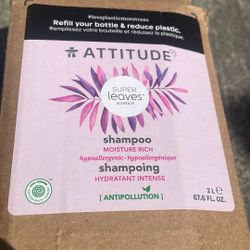 #lessplasticmoretrees
Refill your bottle & reduce plastic.
Remplissez votre bouteille et réduisez le plastique.
ATTITUDE
SUPER
leaves
SCIENCE
shampoo
MOISTURE RICH
hypoallergenic • hypoallergénique
shampoing
HYDRATANT INTENSE
[ ANTIPOLLUTION ]
2 L ℮
67.6 FL. OZ.